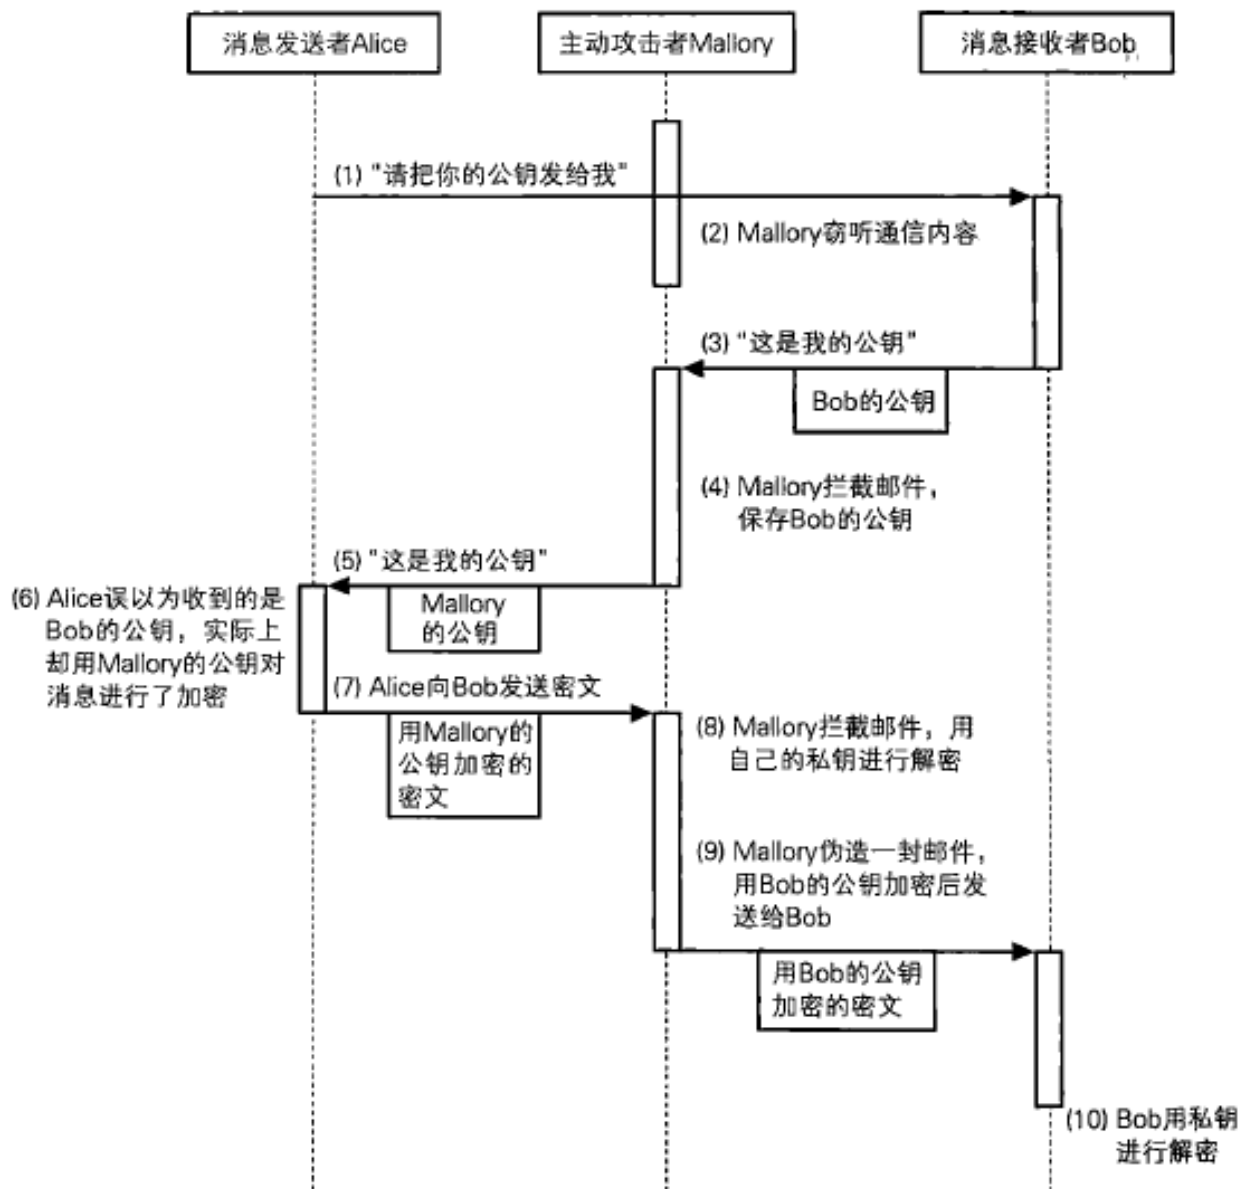 消息发送者Alice
主动攻击者Mallory
消息接收者Bob
(1) "请把你的公钥发给我"
(2) Mallory窃听通信内容
(3) "这是我的公钥"
Bob的公钥
(4) Mallory拦截邮件，
保存Bob的公钥
(5) "这是我的公钥"
Mallory
的公钥
(6) Alice误以为收到的是
Bob的公钥，实际上
却用Mallory的公钥对
消息进行了加密
(7) Alice向Bob发送密文
用Mallory的
公钥加密的
密文
(8) Mallory拦截邮件，用
自己的私钥进行解密
(9) Mallory伪造一封邮件，
用Bob的公钥加密后发
送给Bob
用Bob的公钥
加密的密文
(10) Bob用私钥
进行解密